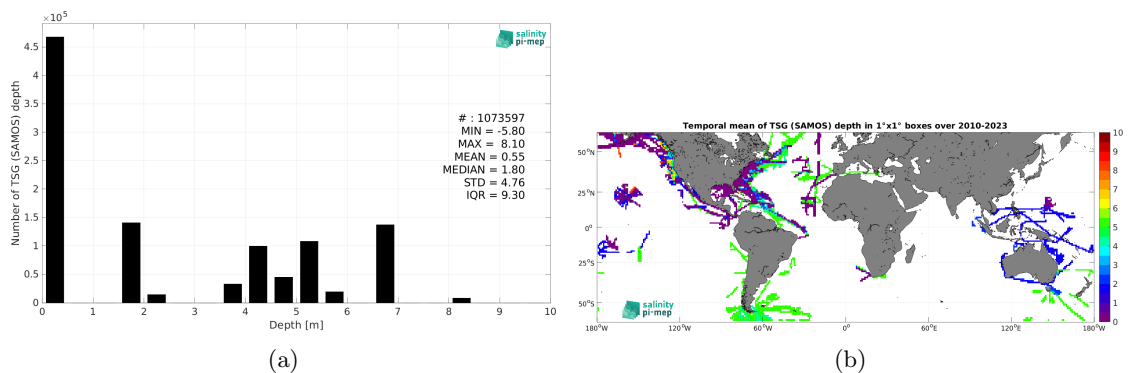 ×10⁵
4.5
4
3.5
3
2.5
2
1.5
1
0.5
0
Number of TSG (SAMOS) depth
salinity
pi-mep
# : 1073597
MIN = -5.80
MAX = 8.10
MEAN = 0.55
MEDIAN = 1.80
STD = 4.76
IQR = 9.30
0 1 2 3 4 5 6 7 8 9 10
Depth [m]
(a)
Temporal mean of TSG (SAMOS) depth in 1°x1° boxes over 2010-2023
50°N
25°N
0°
25°S
50°S
salinity
pi-mep
180°W 120°W 60°W 0° 60°E 120°E 180°W
10
9
8
7
6
5
4
3
2
1
0
(b)